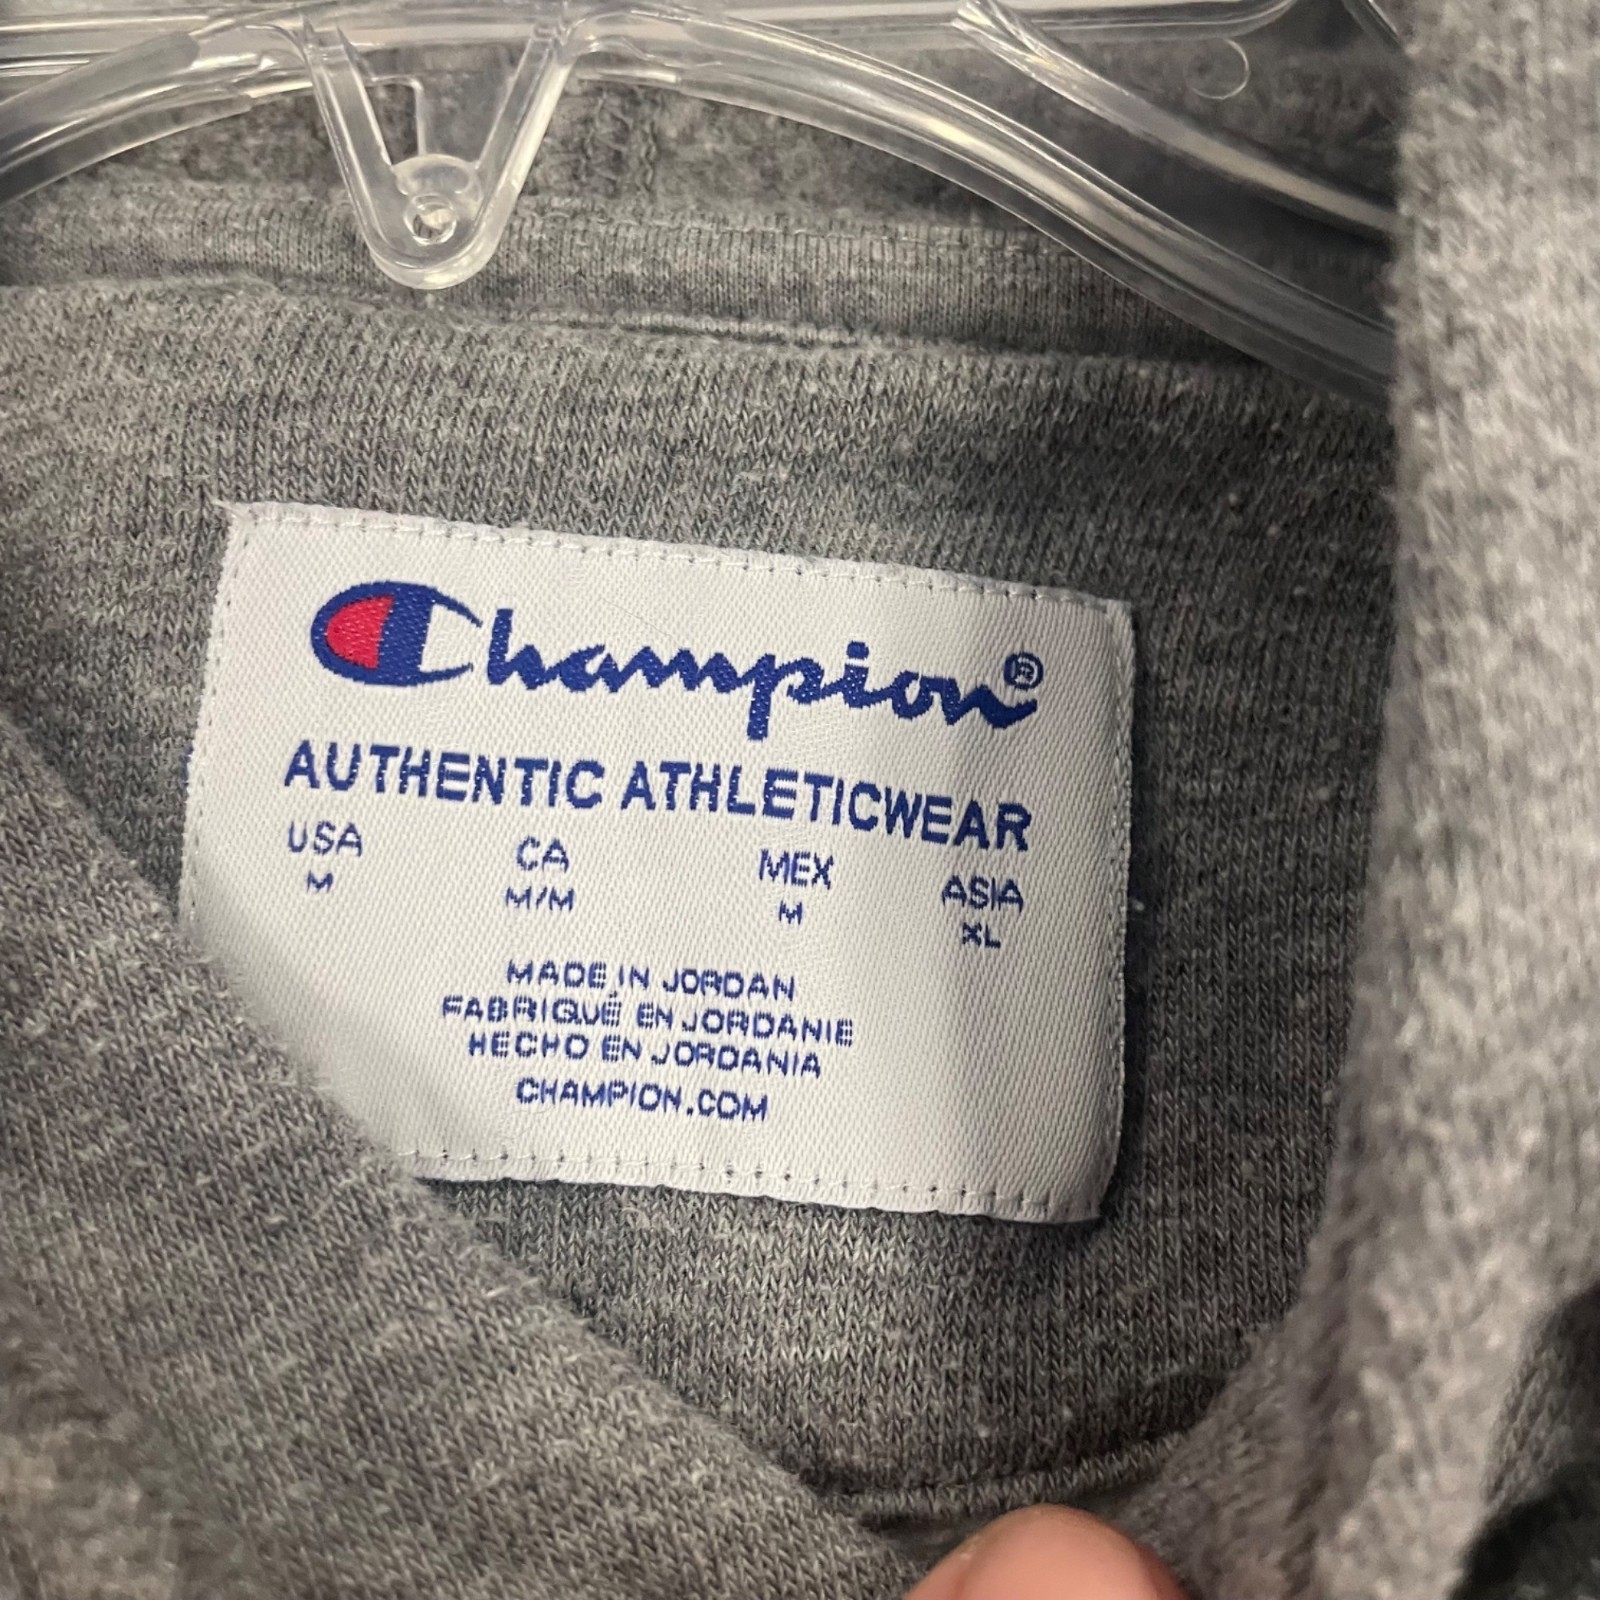 Champion®
AUTHENTIC ATHLETICWEAR
USA CA MEX ASIA
M M/M M XL
MADE IN JORDAN
FABRIQUÉ EN JORDANIE
HECHO EN JORDANIA
CHAMPION.COM